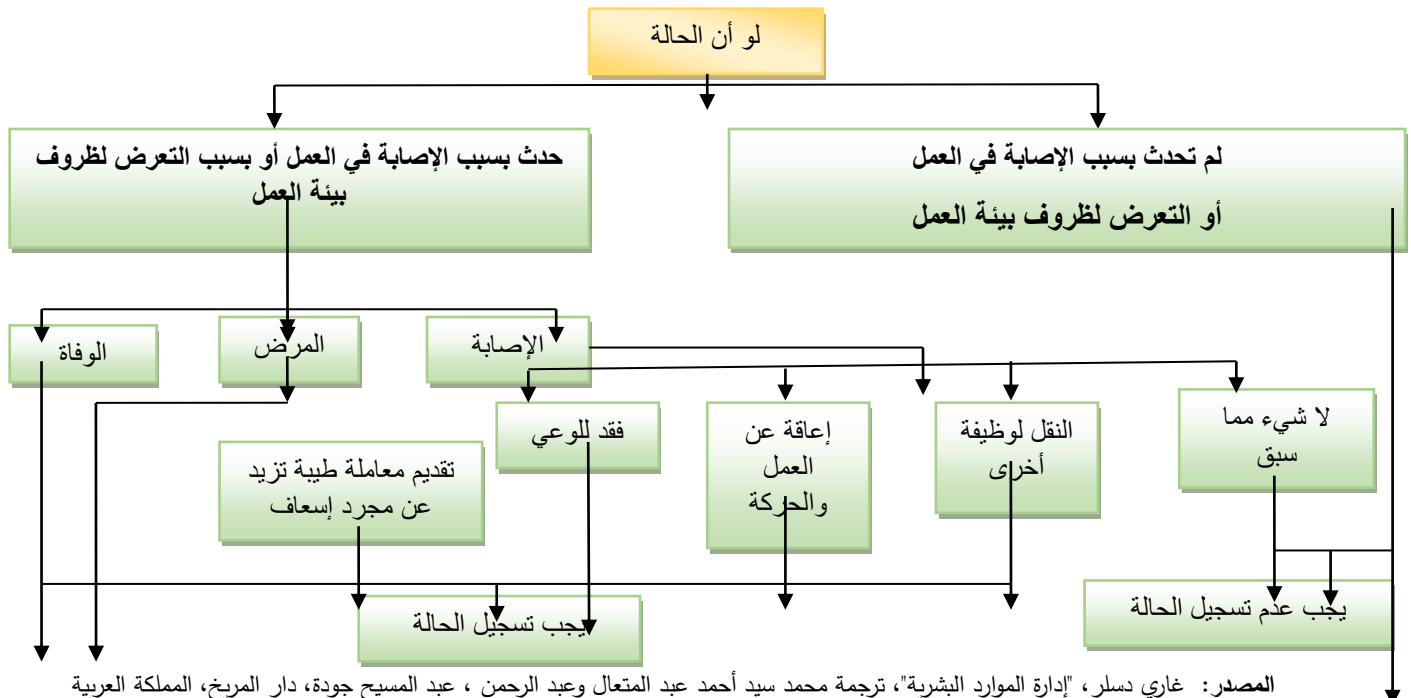 لو أن الحالة
لم تحدث بسبب الإصابة في العمل
أو التعرض لظروف بيئة العمل
حدث بسبب الإصابة في العمل أو بسبب التعرض لظروف
بيئة العمل
الإصابة
المرض
الوفاة
لا شيء مما
سبق
النقل لوظيفة
أخرى
إعاقة عن
العمل
والحركة
فقد للوعي
تقديم معاملة طيبة تزيد
عن مجرد إسعاف
يجب عدم تسجيل الحالة
يجب تسجيل الحالة
المصدر: غاري دسلر، "إدارة الموارد البشرية"، ترجمة محمد سيد أحمد عبد المتعال وعبد الرحمن ، عبد المسيح جودة، دار المريخ، المملكة العربية